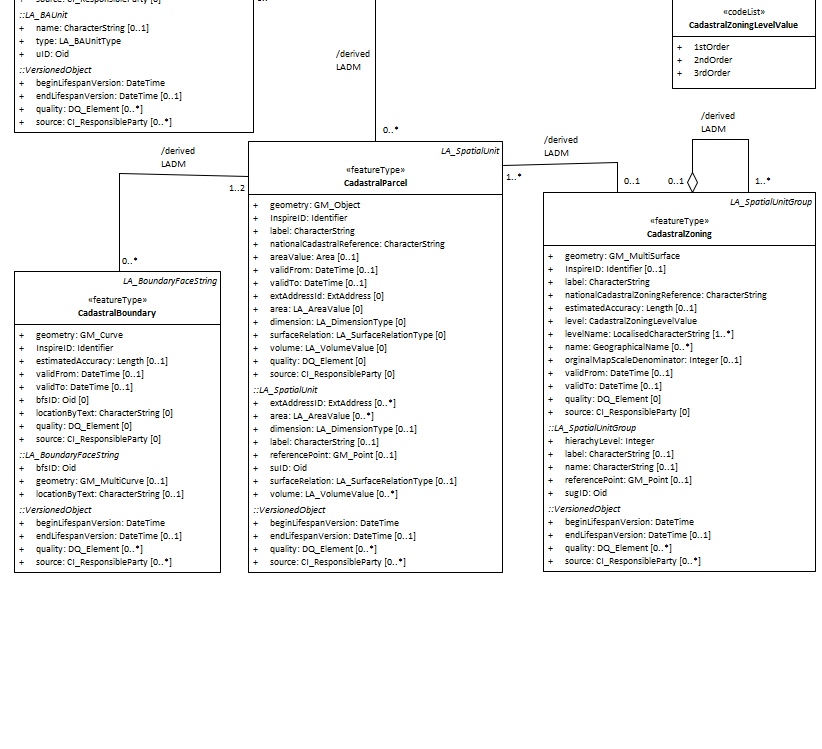 ::LA_BAUnit
+ name: CharacterString [0..1]
+ type: LA_BAUnitType
+ uID: Oid
::VersionedObject
+ beginLifespanVersion: DateTime
+ endLifespanVersion: DateTime [0..1]
+ quality: DQ_Element [0..*]
+ source: CI_ResponsibleParty [0..*]
/derived
LADM
0..*
«codeList»
CadastralZoningLevelValue
+ 1stOrder
+ 2ndOrder
+ 3rdOrder
/derived
LADM
1..2
0..*
/derived
LADM
1..*
0..1
/derived
LADM
0..1
1..*
LA_BoundaryFaceString
«featureType»
CadastralBoundary
+ geometry: GM_Curve
+ InspireID: Identifier
+ estimatedAccuracy: Length [0..1]
+ validFrom: DateTime [0..1]
+ validTo: DateTime [0..1]
+ bfsID: Oid [0]
+ locationByText: CharacterString [0]
+ quality: DQ_Element [0]
+ source: CI_ResponsibleParty [0]
::LA_BoundaryFaceString
+ bfsID: Oid
+ geometry: GM_MultiCurve [0..1]
+ locationByText: CharacterString [0..1]
::VersionedObject
+ beginLifespanVersion: DateTime
+ endLifespanVersion: DateTime [0..1]
+ quality: DQ_Element [0..*]
+ source: CI_ResponsibleParty [0..*]
LA_SpatialUnit
«featureType»
CadastralParcel
+ geometry: GM_Object
+ InspireID: Identifier
+ label: CharacterString
+ nationalCadastralReference: CharacterString
+ areaValue: Area [0..1]
+ validFrom: DateTime [0..1]
+ validTo: DateTime [0..1]
+ extAddressId: ExtAddress [0]
+ area: LA_AreaValue [0]
+ dimension: LA_DimensionType [0]
+ surfaceRelation: LA_SurfaceRelationType [0]
+ volume: LA_VolumeValue [0]
+ quality: DQ_Element [0]
+ source: CI_ResponsibleParty [0]
::LA_SpatialUnit
+ extAddressID: ExtAddress [0..*]
+ area: LA_AreaValue [0..*]
+ dimension: LA_DimensionType [0..1]
+ label: CharacterString [0..1]
+ referencePoint: GM_Point [0..1]
+ suID: Oid
+ surfaceRelation: LA_SurfaceRelationType [0..1]
+ volume: LA_VolumeValue [0..*]
::VersionedObject
+ beginLifespanVersion: DateTime
+ endLifespanVersion: DateTime [0..1]
+ quality: DQ_Element [0..*]
+ source: CI_ResponsibleParty [0..*]
LA_SpatialUnitGroup
«featureType»
CadastralZoning
+ geometry: GM_MultiSurface
+ InspireID: Identifier [0..1]
+ label: CharacterString
+ nationalCadastralZoningReference: CharacterString
+ estimatedAccuracy: Length [0..1]
+ level: CadastralZoningLevelValue
+ levelName: LocalisedCharacterString [1..*]
+ name: GeographicalName [0..*]
+ orginalMapScaleDenominator: Integer [0..1]
+ validFrom: DateTime [0..1]
+ validTo: DateTime [0..1]
+ quality: DQ_Element [0]
+ source: CI_ResponsibleParty [0]
::LA_SpatialUnitGroup
+ hierachyLevel: Integer
+ label: CharacterString [0..1]
+ name: CharacterString [0..1]
+ referencePoint: GM_Point [0..1]
+ sugID: Oid
::VersionedObject
+ beginLifespanVersion: DateTime
+ endLifespanVersion: DateTime [0..1]
+ quality: DQ_Element [0..*]
+ source: CI_ResponsibleParty [0..*]